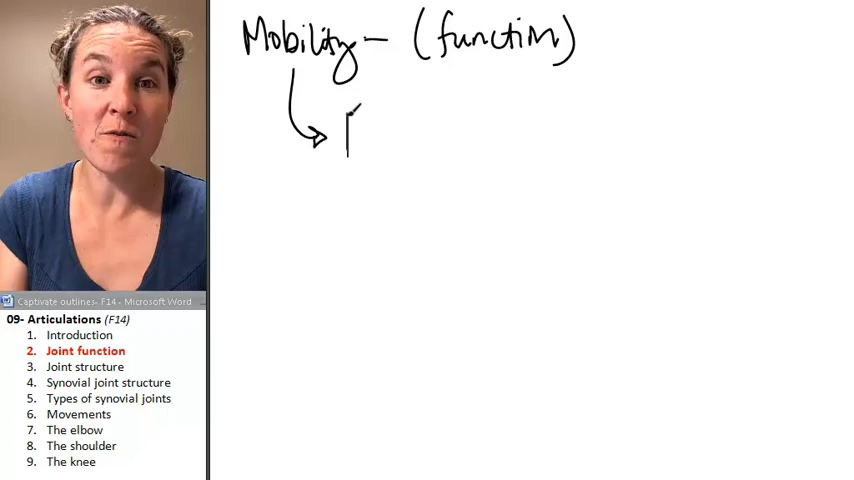 Mobility – (function)
Captivate outlines- F14 - Microsoft Word
09- Articulations (F14)
1. Introduction
2. Joint function
3. Joint structure
4. Synovial joint structure
5. Types of synovial joints
6. Movements
7. The elbow
8. The shoulder
9. The knee